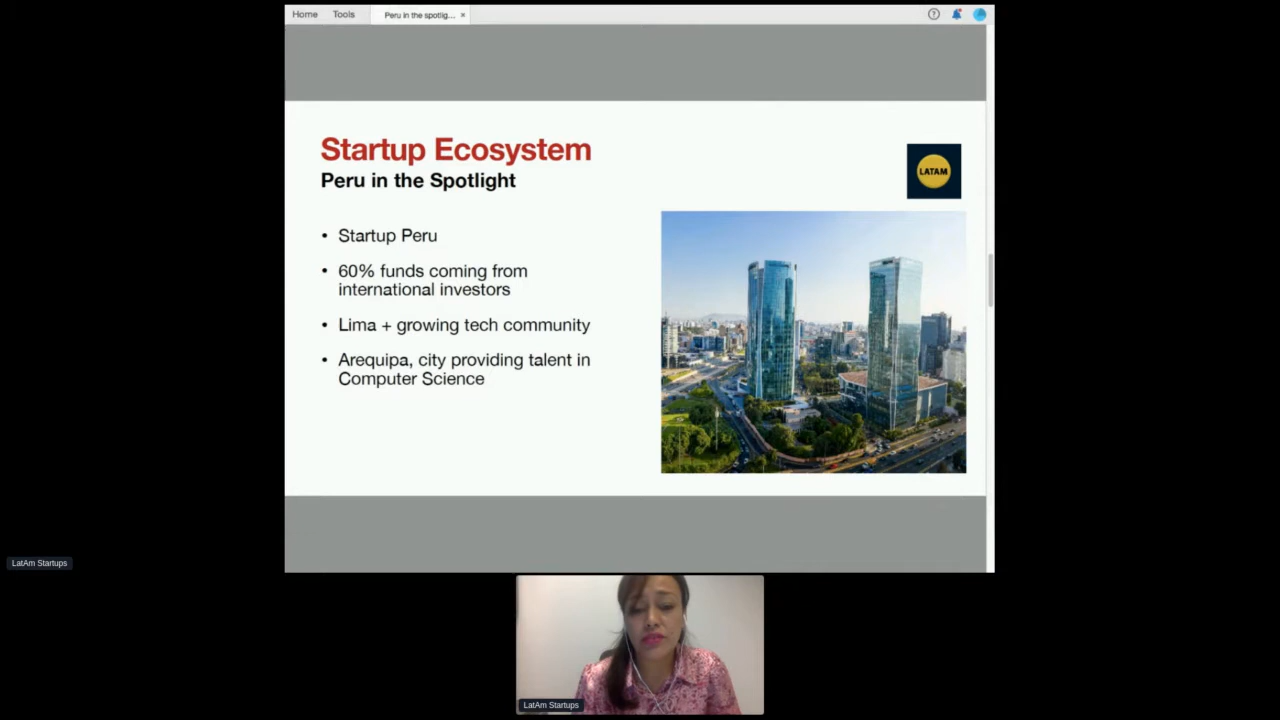 Home Tools Peru in the spotlig... ×
Startup Ecosystem
Peru in the Spotlight
LATAM
• Startup Peru
• 60% funds coming from
international investors
• Lima + growing tech community
• Arequipa, city providing talent in
Computer Science
LatAm Startups
LatAm Startups